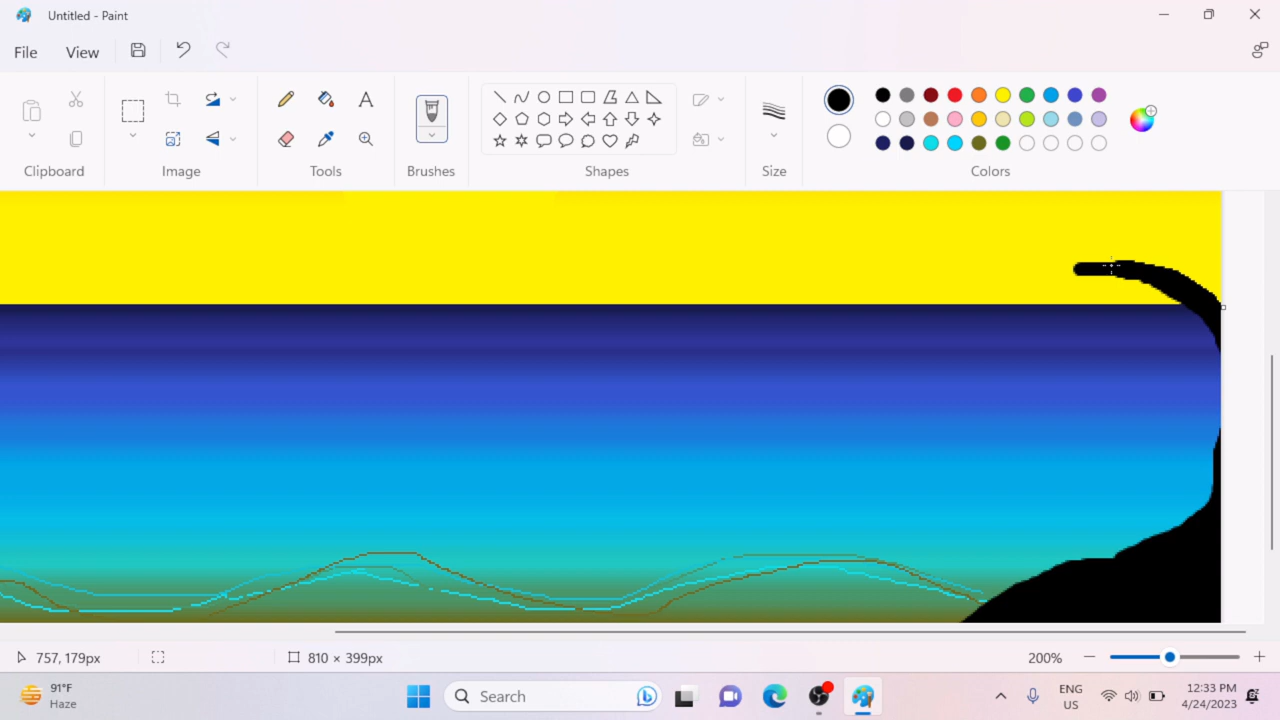 Untitled - Paint
File View
Clipboard Image Tools Brushes Shapes Size Colors
757, 179px 810 × 399px 200%
91°F
Haze
Search
ENG
US
12:33 PM
4/24/2023